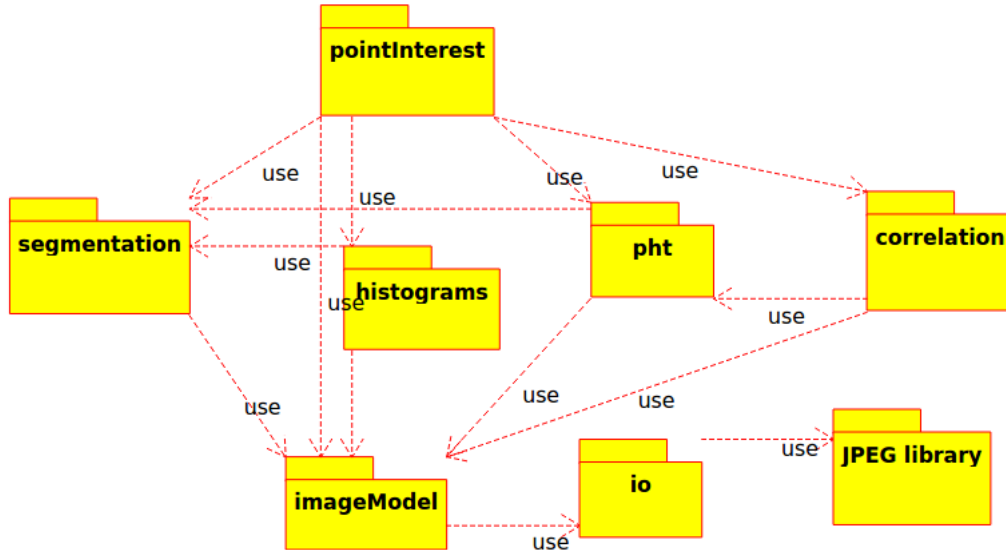 pointInterest
use
use
use
use
segmentation
pht
correlation
use
histograms
use
use
use
use
use
use
JPEG library
imageModel
io
use
use